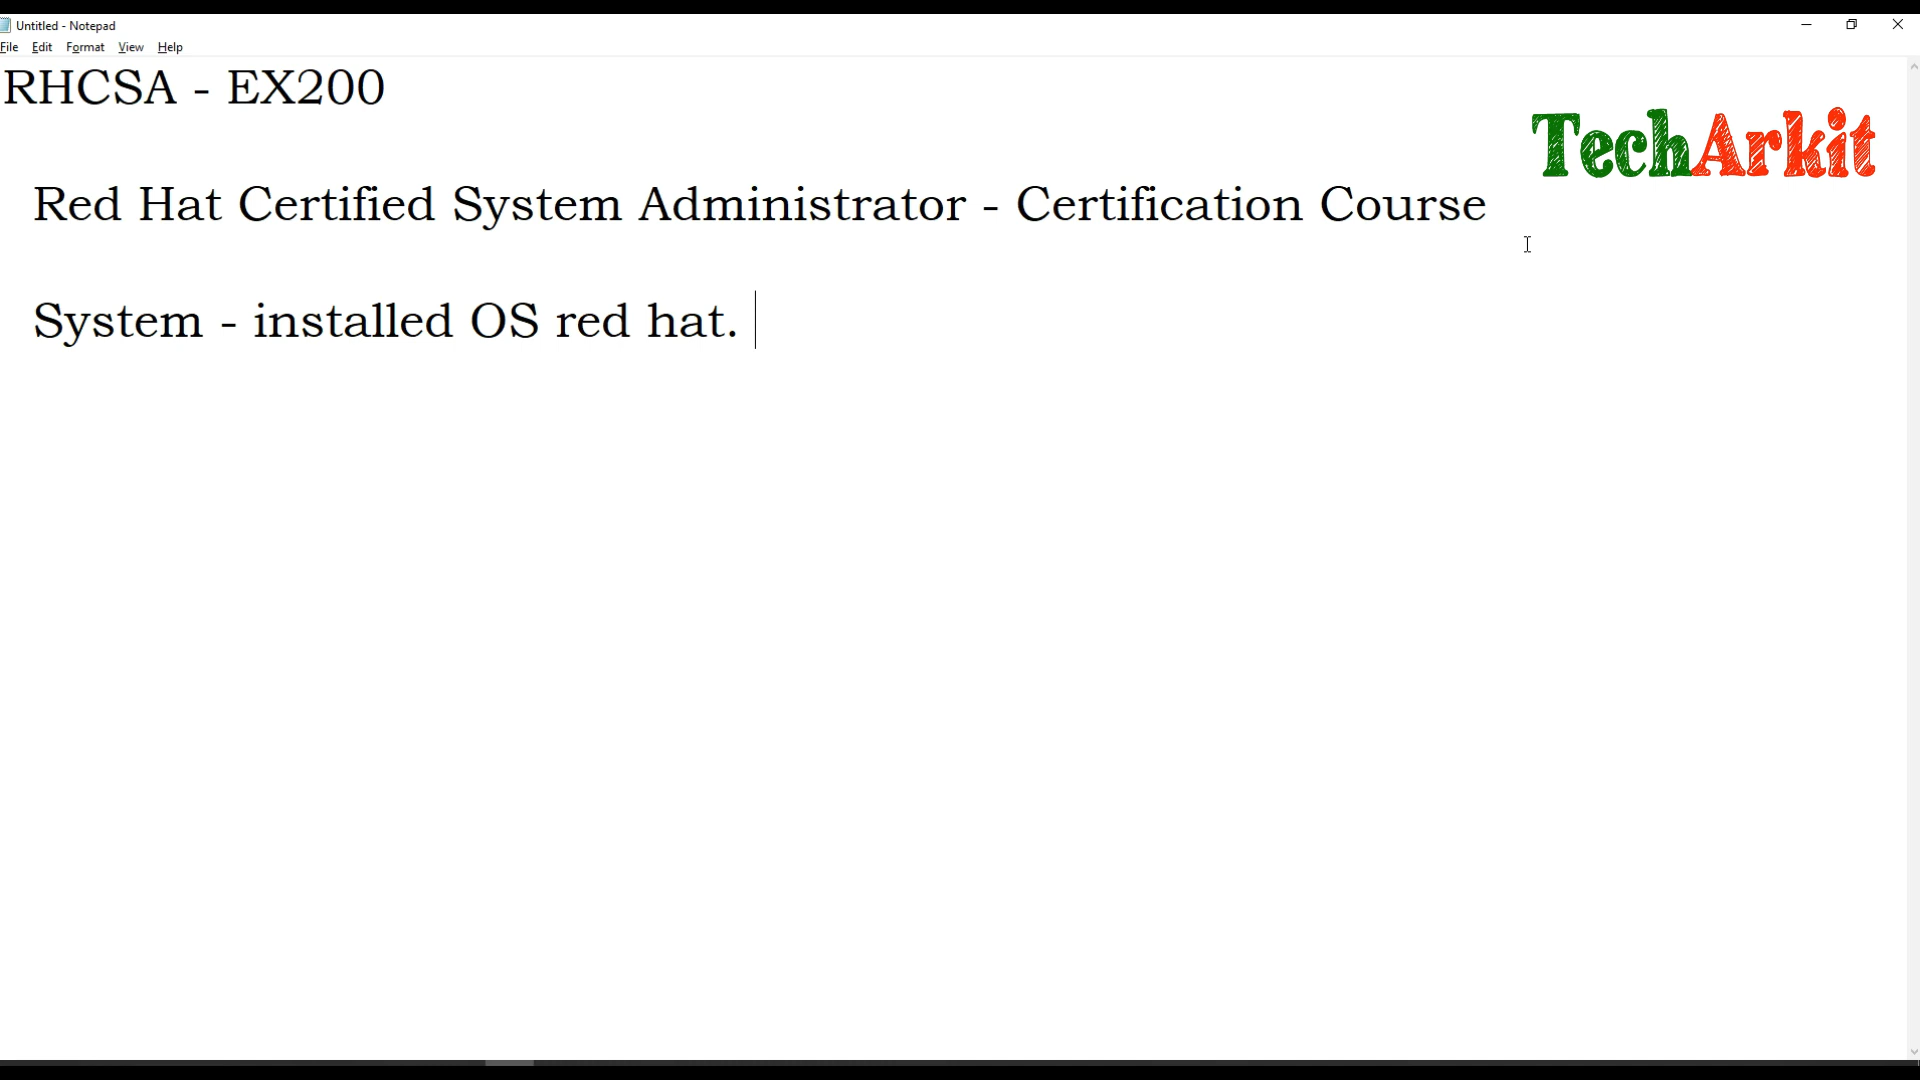 Untitled - Notepad
File Edit Format View Help
RHCSA - EX200
TechArkit
Red Hat Certified System Administrator - Certification Course
System - installed OS red hat.